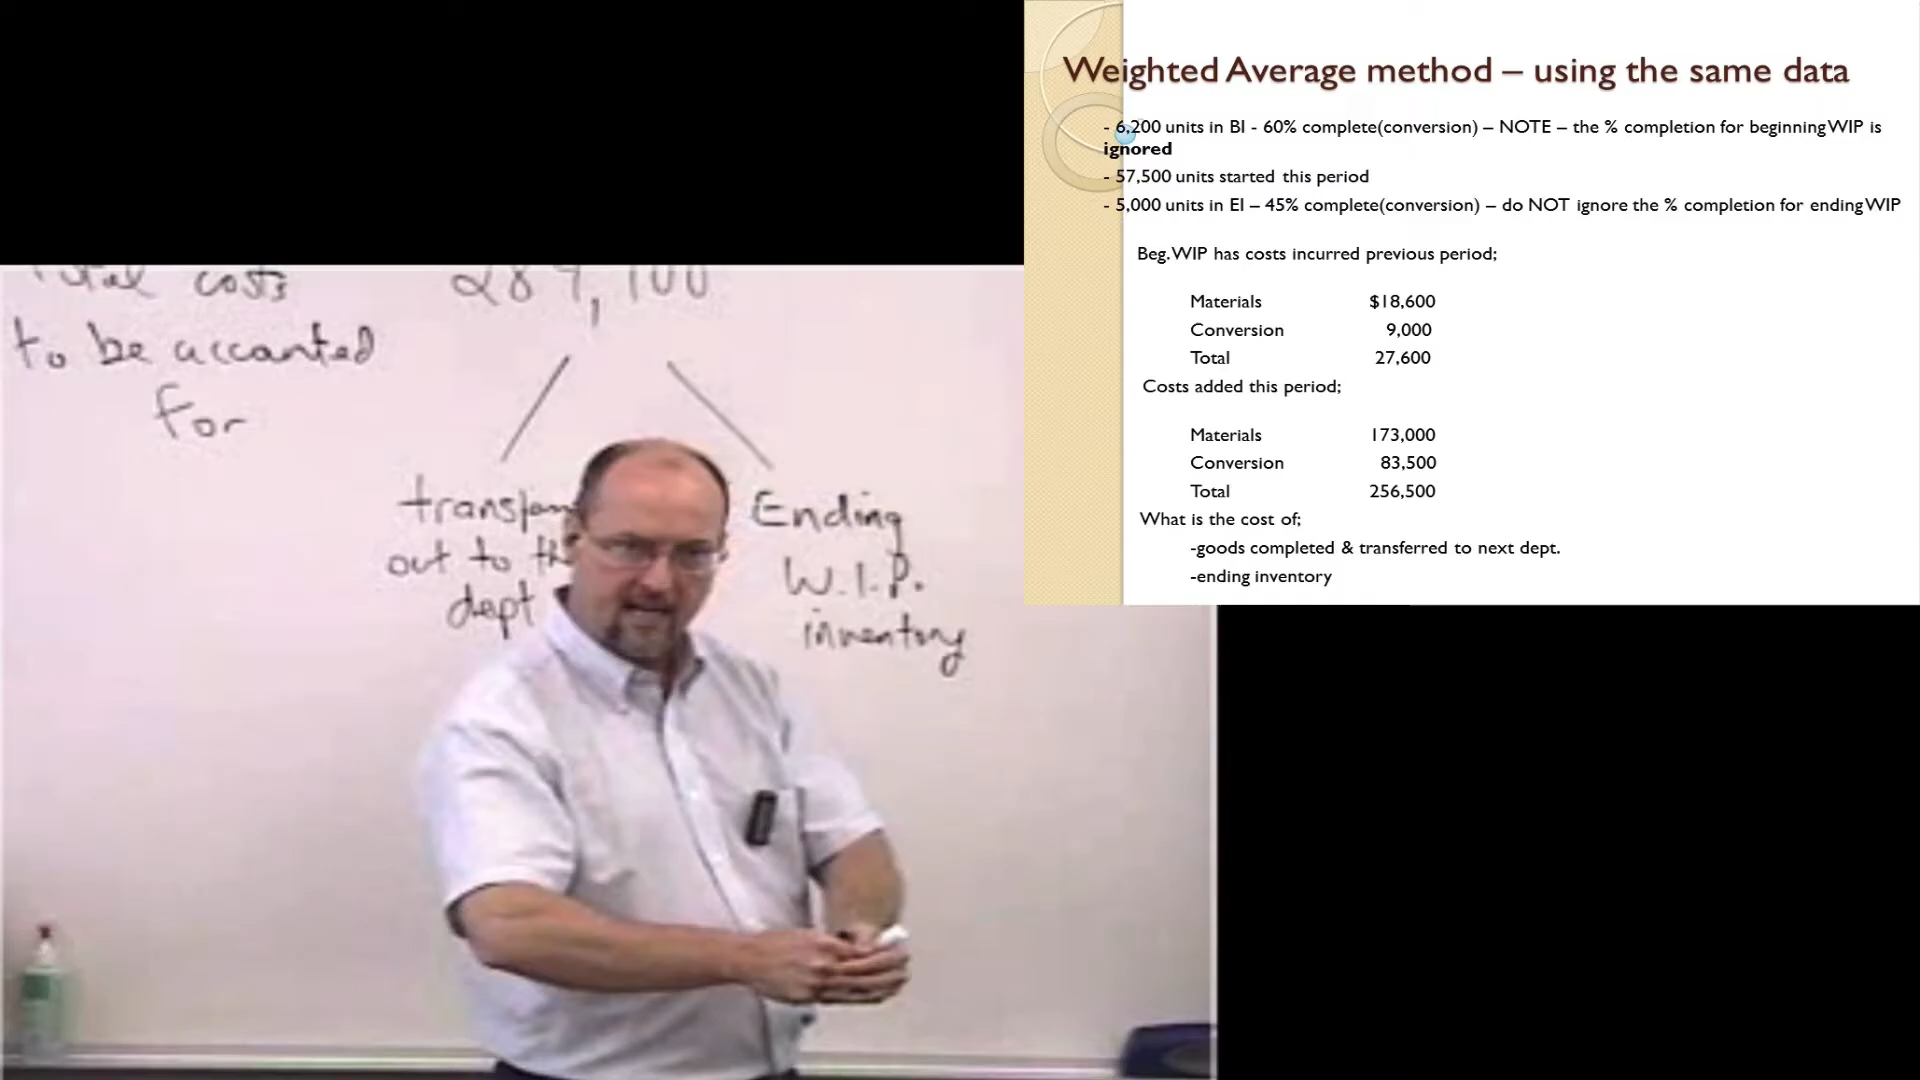 Weighted Average method – using the same data
- 6,200 units in BI - 60% complete(conversion) – NOTE – the % completion for beginning WIP is
ignored
- 57,500 units started this period
- 5,000 units in EI – 45% complete(conversion) – do NOT ignore the % completion for ending WIP
Beg. WIP has costs incurred previous period;
Materials $18,600
Conversion 9,000
Total 27,600
Costs added this period;
Materials 173,000
Conversion 83,500
Total 256,500
What is the cost of;
-goods completed & transferred to next dept.
-ending inventory
Total costs
to be accounted
for
out to
dept
Ending
W.I.P.
inventory